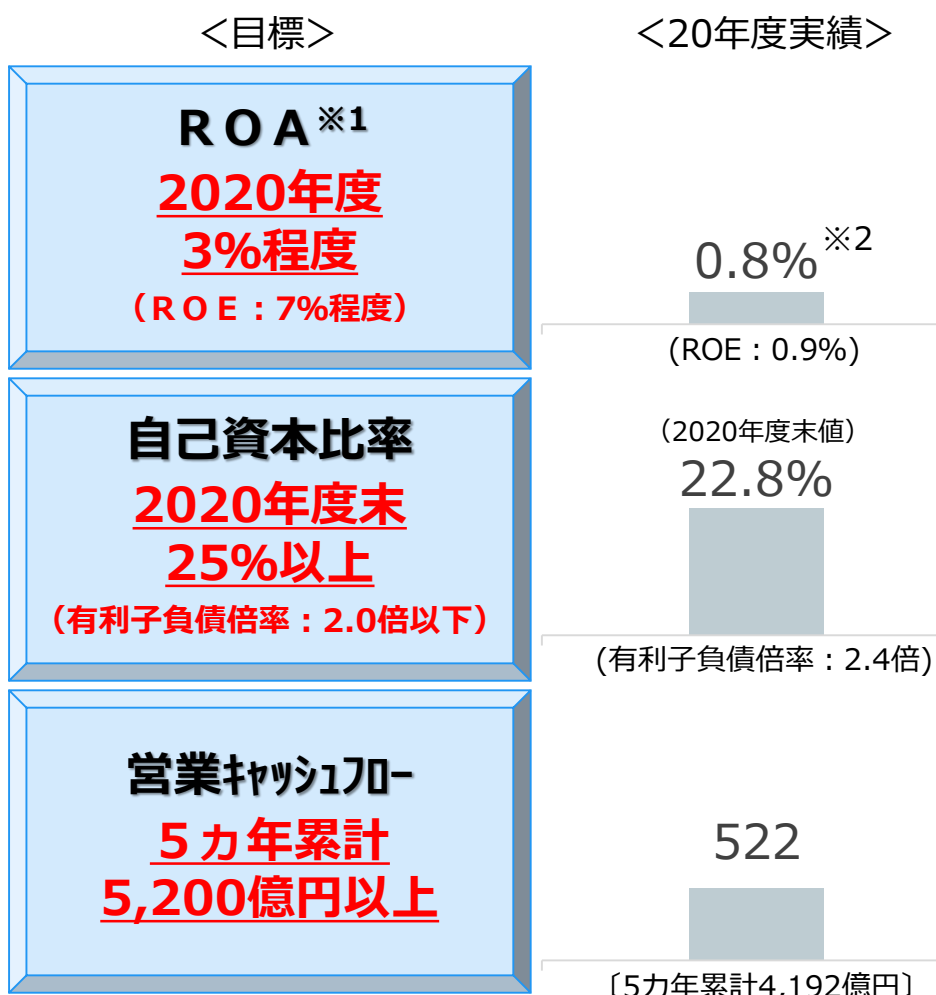 ＜目標＞
＜20年度実績＞
ＲＯＡ※1
2020年度
3%程度
（ＲＯＥ：7%程度）
0.8%※2
(ROE：0.9%)
自己資本比率
2020年度末
25%以上
（有利子負債倍率：2.0倍以下）
（2020年度末値）
22.8%
(有利子負債倍率：2.4倍)
営業ｷｬｯｼｭﾌﾛｰ
５ヵ年累計
5,200億円以上
522
〔5カ年累計4,192億円〕